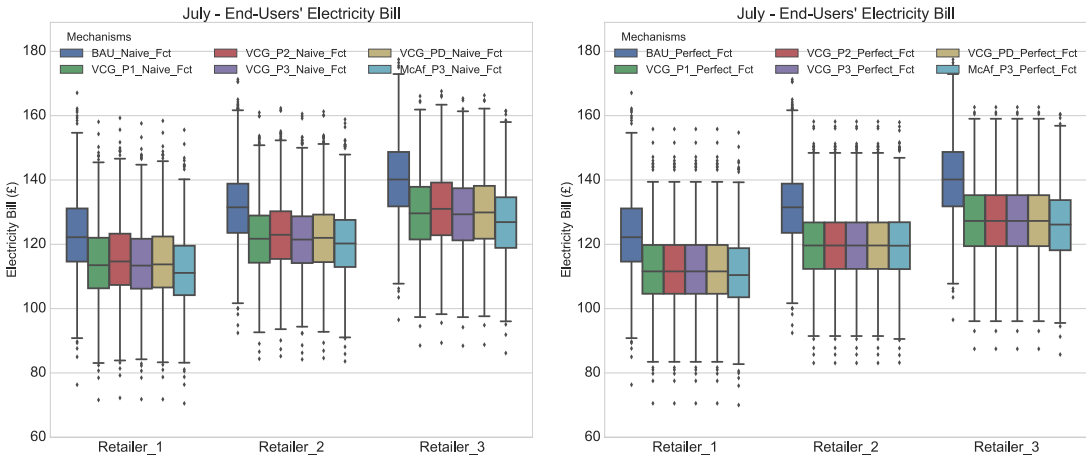 July - End-Users' Electricity Bill
Mechanisms
BAU_Naive_Fct
VCG_P1_Naive_Fct
VCG_P2_Naive_Fct
VCG_P3_Naive_Fct
VCG_PD_Naive_Fct
McAf_P3_Naive_Fct
Electricity Bill (£)
180
160
140
120
100
80
60
Retailer_1
Retailer_2
Retailer_3
July - End-Users' Electricity Bill
Mechanisms
BAU_Perfect_Fct
VCG_P1_Perfect_Fct
VCG_P2_Perfect_Fct
VCG_P3_Perfect_Fct
VCG_PD_Perfect_Fct
McAf_P3_Perfect_Fct
Electricity Bill (£)
180
160
140
120
100
80
60
Retailer_1
Retailer_2
Retailer_3